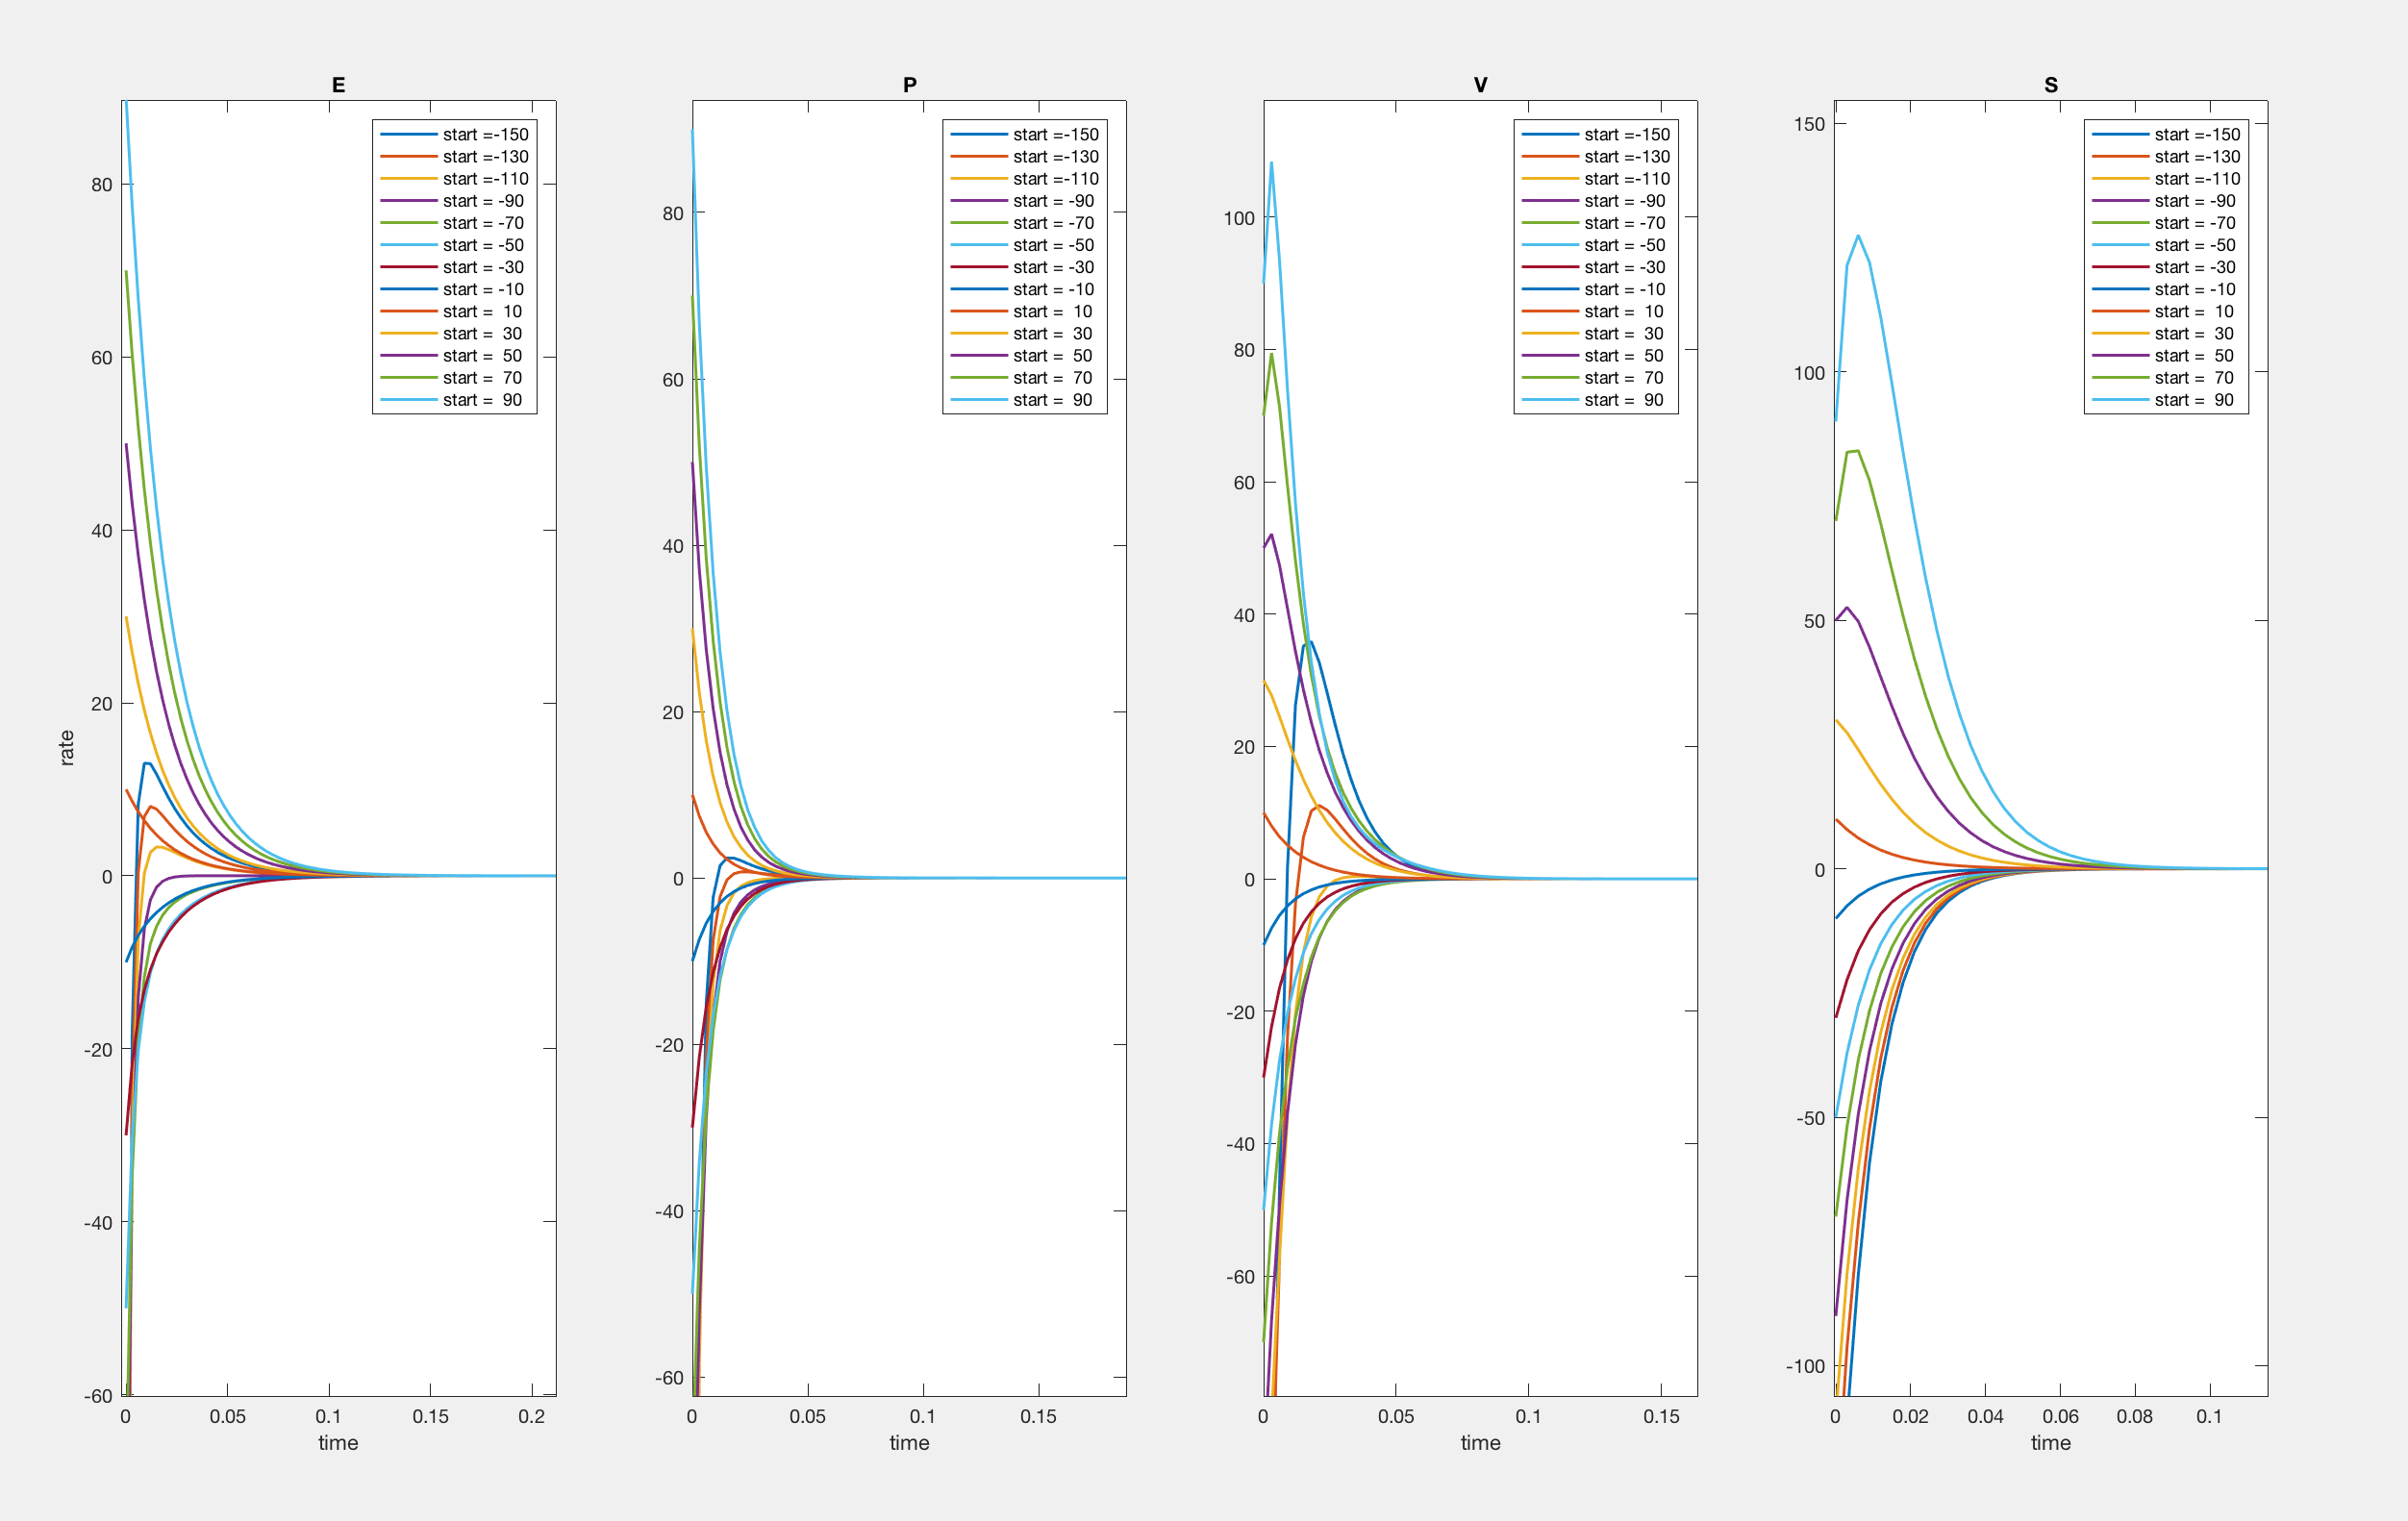 E
start =-150
start =-130
start =-110
start = -90
start = -70
start = -50
start = -30
start = -10
start =  10
start =  30
start =  50
start =  70
start =  90
80
60
40
20
0
-20
-40
-60
rate
0 0.05 0.1 0.15 0.2
time
P
start =-150
start =-130
start =-110
start = -90
start = -70
start = -50
start = -30
start = -10
start =  10
start =  30
start =  50
start =  70
start =  90
80
60
40
20
0
-20
-40
-60
0 0.05 0.1 0.15
time
V
start =-150
start =-130
start =-110
start = -90
start = -70
start = -50
start = -30
start = -10
start =  10
start =  30
start =  50
start =  70
start =  90
100
80
60
40
20
0
-20
-40
-60
0 0.05 0.1 0.15
time
S
start =-150
start =-130
start =-110
start = -90
start = -70
start = -50
start = -30
start = -10
start =  10
start =  30
start =  50
start =  70
start =  90
150
100
50
0
-50
-100
0 0.02 0.04 0.06 0.08 0.1
time